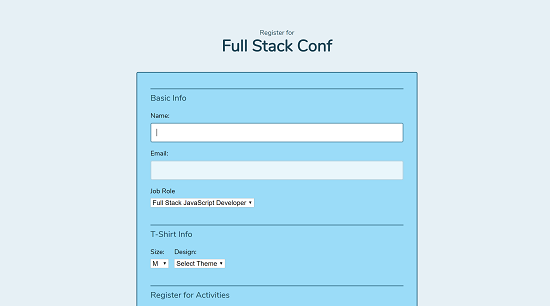 Register for
Full Stack Conf
Basic Info
Name:
Email:
Job Role
Full Stack JavaScript Developer
T-Shirt Info
Size: Design:
M Select Theme
Register for Activities